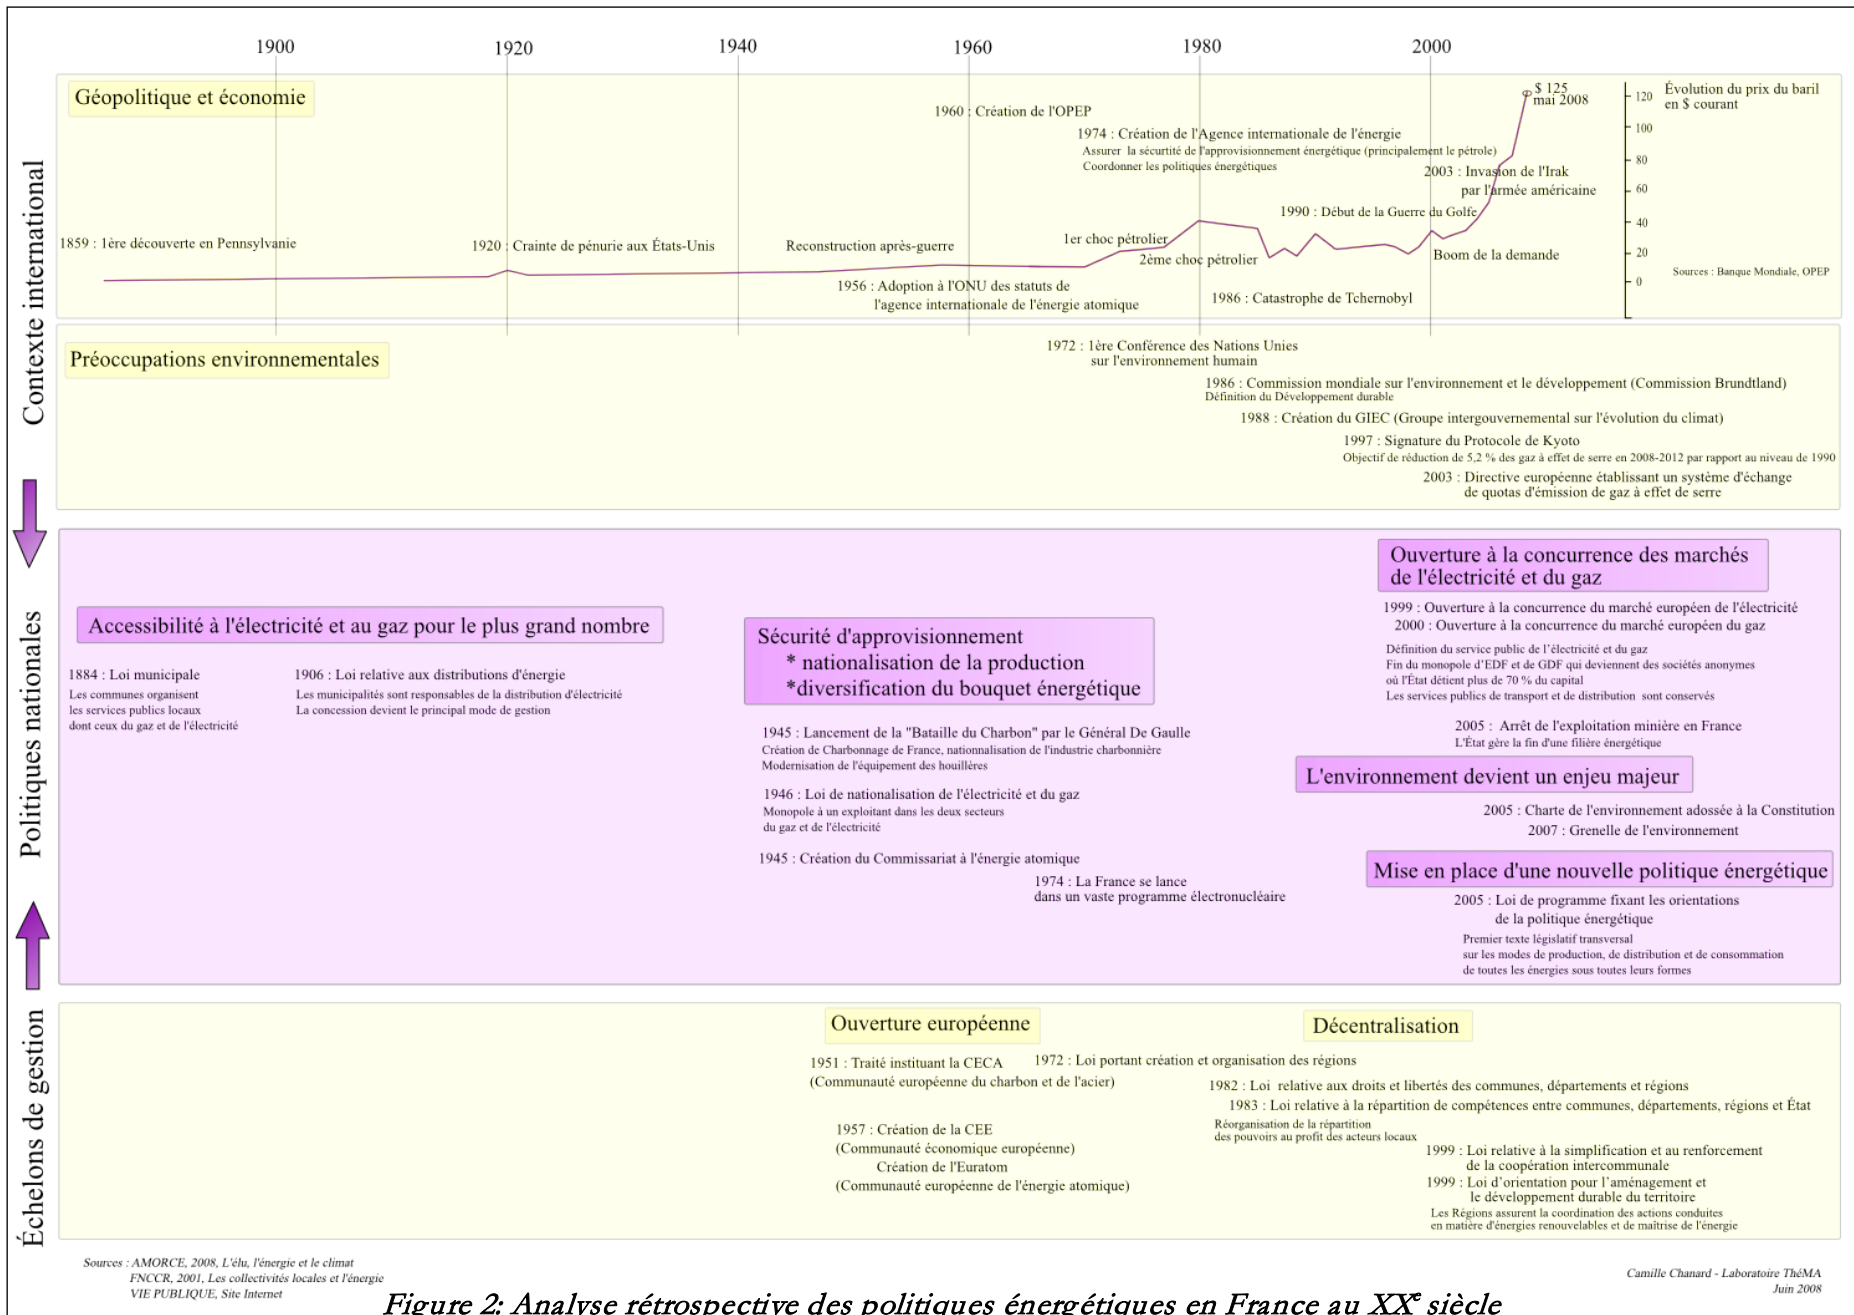 1900
1920
1940
1960
1980
2000
Contexte international
Géopolitique et économie
1859 : 1ère découverte en Pennsylvanie
1920 : Crainte de pénurie aux États-Unis
Reconstruction après-guerre
1956 : Adoption à l'ONU des statuts de
l'agence internationale de l'énergie atomique
1960 : Création de l'OPEP
1974 : Création de l'Agence internationale de l'énergie
Assurer la sécurtité de l'approvisionnement énergétique (principalement le pétrole)
Coordonner les politiques énergétiques
1er choc pétrolier
2ème choc pétrolier
1986 : Catastrophe de Tchernobyl
1990 : Début de la Guerre du Golfe
2003 : Invasion de l'Irak
par l'armée américaine
Boom de la demande
$ 125
mai 2008
Évolution du prix du baril
en $ courant
120
100
80
60
40
20
0
Sources : Banque Mondiale, OPEP
Préoccupations environnementales
1972 : 1ère Conférence des Nations Unies
sur l'environnement humain
1986 : Commission mondiale sur l'environnement et le développement (Commission Brundtland)
Définition du Développement durable
1988 : Création du GIEC (Groupe intergouvernemental sur l'évolution du climat)
1997 : Signature du Protocole de Kyoto
Objectif de réduction de 5,2 % des gaz à effet de serre en 2008-2012 par rapport au niveau de 1990
2003 : Directive européenne établissant un système d'échange
de quotas d'émission de gaz à effet de serre
Politiques nationales
Accessibilité à l'électricité et au gaz pour le plus grand nombre
1884 : Loi municipale
Les communes organisent
les services publics locaux
dont ceux du gaz et de l'électricité
1906 : Loi relative aux distributions d'énergie
Les municipalités sont responsables de la distribution d'électricité
La concession devient le principal mode de gestion
Sécurité d'approvisionnement
* nationalisation de la production
*diversification du bouquet énergétique
1945 : Lancement de la "Bataille du Charbon" par le Général De Gaulle
Création de Charbonnage de France, nationnalisation de l'industrie charbonnière
Modernisation de l'équipement des houillères
1946 : Loi de nationalisation de l'électricité et du gaz
Monopole à un exploitant dans les deux secteurs
du gaz et de l'électricité
1945 : Création du Commissariat à l'énergie atomique
1974 : La France se lance
dans un vaste programme électronucléaire
Ouverture à la concurrence des marchés
de l'électricité et du gaz
1999 : Ouverture à la concurrence du marché européen de l'électricité
2000 : Ouverture à la concurrence du marché européen du gaz
Définition du service public de l’électricité et du gaz
Fin du monopole d’EDF et de GDF qui deviennent des sociétés anonymes
où l'État détient plus de 70 % du capital
Les services publics de transport et de distribution sont conservés
2005 : Arrêt de l'exploitation minière en France
L'État gère la fin d'une filière énergétique
L'environnement devient un enjeu majeur
2005 : Charte de l'environnement adossée à la Constitution
2007 : Grenelle de l'environnement
Mise en place d'une nouvelle politique énergétique
2005 : Loi de programme fixant les orientations
de la politique énergétique
Premier texte législatif transversal
sur les modes de production, de distribution et de consommation
de toutes les énergies sous toutes leurs formes
Échelons de gestion
Ouverture européenne
1951 : Traité instituant la CECA
(Communauté européenne du charbon et de l'acier)
1957 : Création de la CEE
(Communauté économique européenne)
Création de l'Euratom
(Communauté européenne de l'énergie atomique)
Décentralisation
1972 : Loi portant création et organisation des régions
1982 : Loi relative aux droits et libertés des communes, départements et régions
1983 : Loi relative à la répartition de compétences entre communes, départements, régions et État
Réorganisation de la répartition
des pouvoirs au profit des acteurs locaux
1999 : Loi relative à la simplification et au renforcement
de la coopération intercommunale
1999 : Loi d’orientation pour l’aménagement et
le développement durable du territoire
Les Régions assurent la coordination des actions conduites
en matière d'énergies renouvelables et de maîtrise de l'énergie
Sources : AMORCE, 2008, L'élu, l'énergie et le climat
FNCCR, 2001, Les collectivités locales et l'énergie
VIE PUBLIQUE, Site Internet
Camille Chanard - Laboratoire ThéMA
Juin 2008
Figure 2: Analyse rétrospective des politiques énergétiques en France au XXe siècle